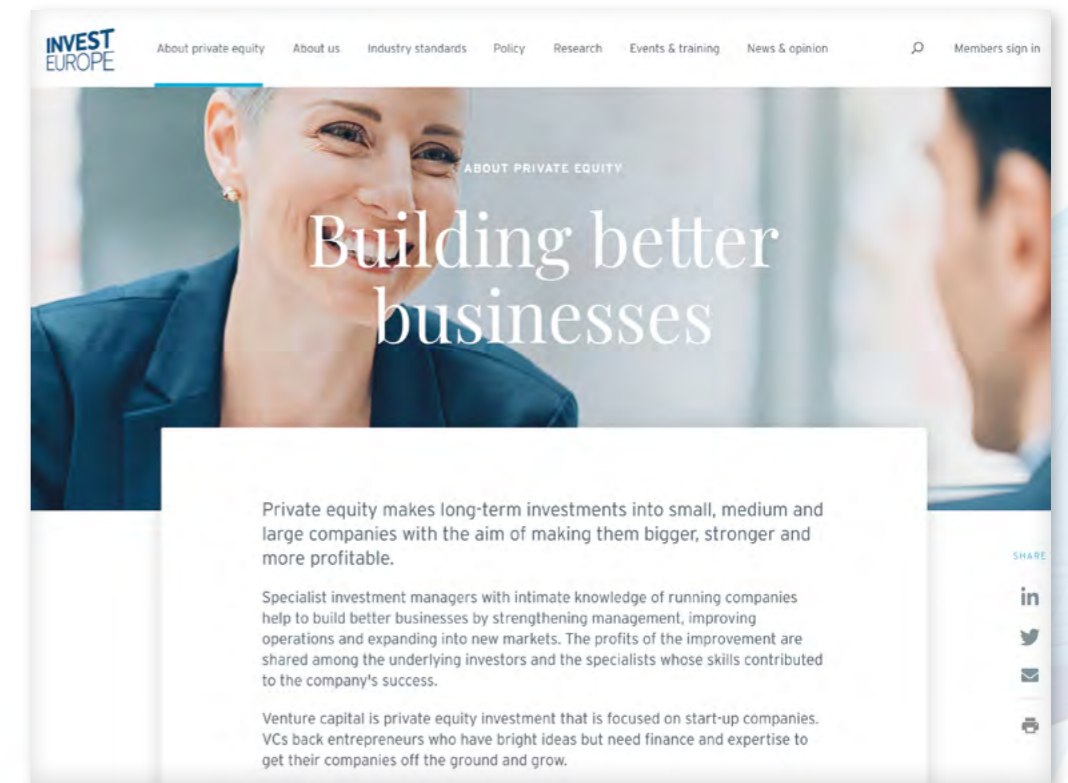 INVEST
EUROPE
About private equity
About us
Industry standards
Policy
Research
Events & training
News & opinion
Members sign in
ABOUT PRIVATE EQUITY
Building better
businesses
Private equity makes long-term investments into small, medium and
large companies with the aim of making them bigger, stronger and
more profitable.
Specialist investment managers with intimate knowledge of running companies
help to build better businesses by strengthening management, improving
operations and expanding into new markets. The profits of the improvement are
shared among the underlying investors and the specialists whose skills contributed
to the company's success.
Venture capital is private equity investment that is focused on start-up companies.
VCs back entrepreneurs who have bright ideas but need finance and expertise to
get their companies off the ground and grow.
SHARE
in